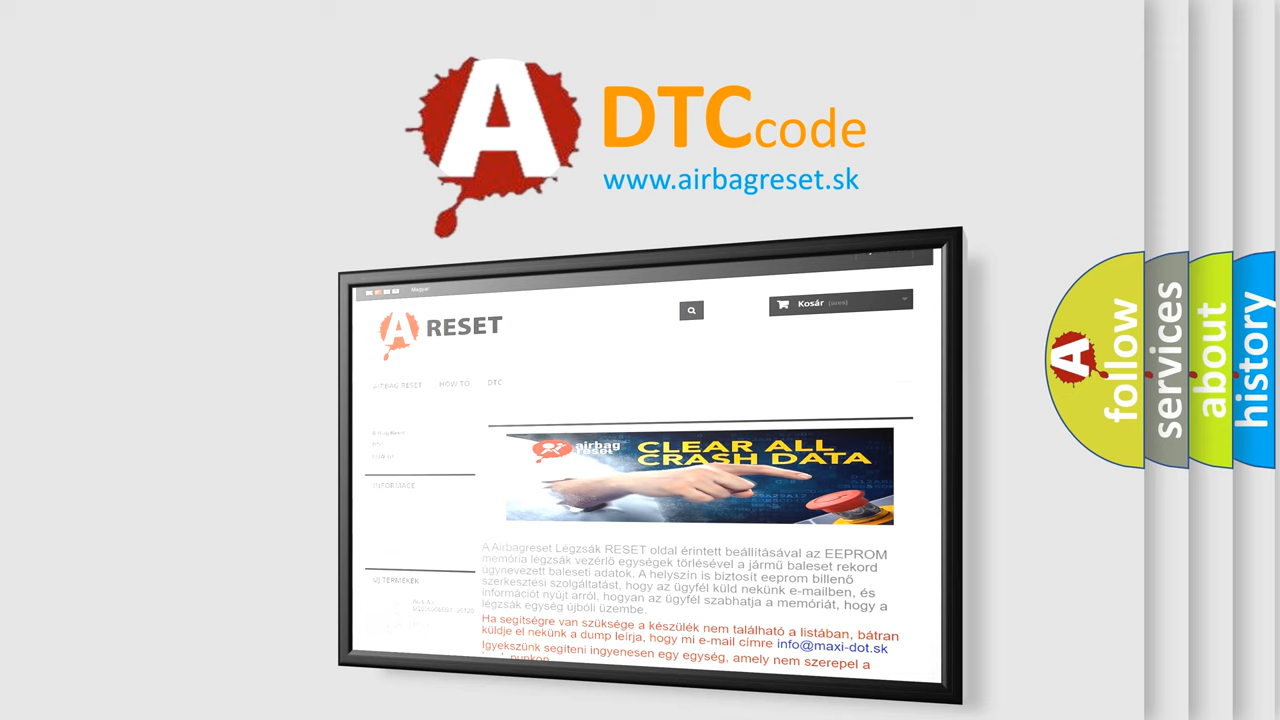 A
DTCcode
www.airbagreset.sk
Magyar
A RESET
Kosár (üres)
AIRBAG RESET HOW TO DTC
INFORMACE
airbag
reset
CLEAR ALL
CRASH DATA
A Airbagreset Légzsák RESET oldal érintett beállításával az EEPROM
memória légzsák vezérlő egységek törlésével a jármű baleset rekord
úgynevezett baleseti adatok. A helyszín is biztosít eeprom billenő
szerkesztési szolgáltatást, hogy az ügyfél küld nekünk e-mailben, és
információt nyújt arról, hogyan az ügyfél szabhatja a memóriát, hogy a
légzsák egység újbóli üzembe.
Ha segítségre van szüksége a készülék nem található a listában, bátran
küldje el nekünk a dump leírja, hogy mi e-mail címre info@maxi-dot.sk
Igyekszünk segíteni ingyenesen egy egység, amely nem szerepel a
ÚJ TERMÉKEK
A
follow
services
about
history